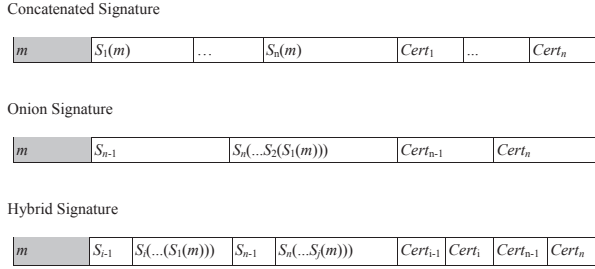 Concatenated Signature
m S₁(m) … Sₙ(m) Cert₁ ... Certₙ
Onion Signature
m Sₙ₋₁ Sₙ(...S₂(S₁(m))) Certₙ₋₁ Certₙ
Hybrid Signature
m Sᵢ₋₁ Sᵢ(...(S₁(m))) Sₙ₋₁ Sₙ(...Sⱼ(m))) Certᵢ₋₁ Certᵢ Certₙ₋₁ Certₙ